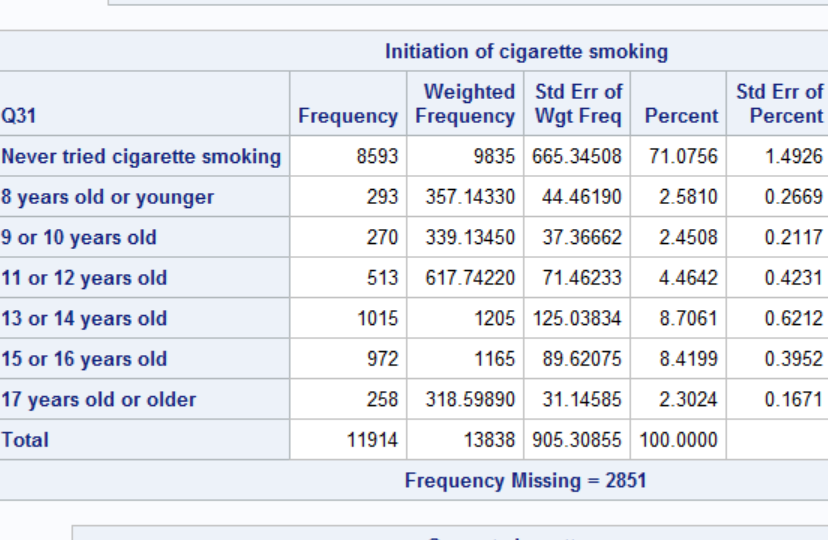 Initiation of cigarette smoking
Q31 Frequency Weighted Frequency Std Err of Wgt Freq Percent Std Err of Percent
Never tried cigarette smoking 8593 9835 665.34508 71.0756 1.4926
8 years old or younger 293 357.14330 44.46190 2.5810 0.2669
9 or 10 years old 270 339.13450 37.36662 2.4508 0.2117
11 or 12 years old 513 617.74220 71.46233 4.4642 0.4231
13 or 14 years old 1015 1205 125.03834 8.7061 0.6212
15 or 16 years old 972 1165 89.62075 8.4199 0.3952
17 years old or older 258 318.59890 31.14585 2.3024 0.1671
Total 11914 13838 905.30855 100.0000
Frequency Missing = 2851